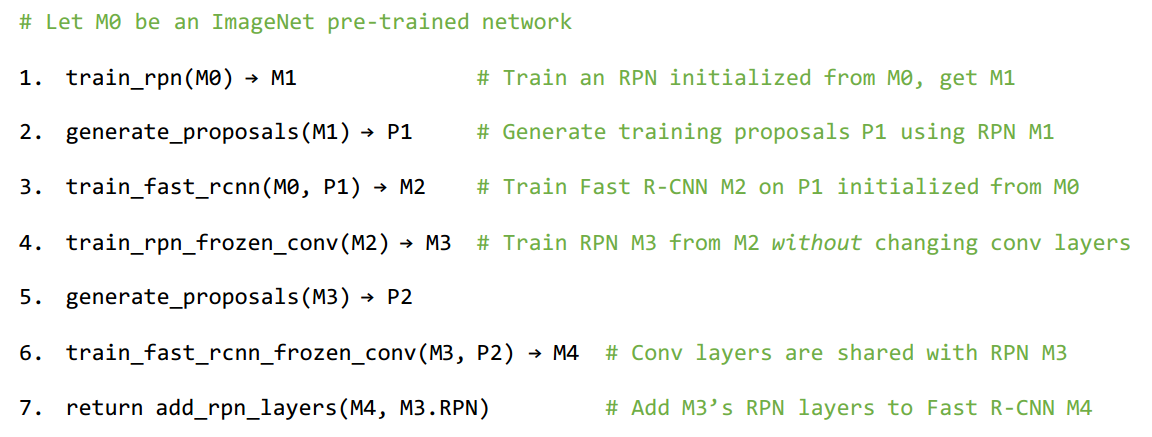 # Let M0 be an ImageNet pre-trained network
1. train_rpn(M0) → M1 # Train an RPN initialized from M0, get M1
2. generate_proposals(M1) → P1 # Generate training proposals P1 using RPN M1
3. train_fast_rcnn(M0, P1) → M2 # Train Fast R-CNN M2 on P1 initialized from M0
4. train_rpn_frozen_conv(M2) → M3 # Train RPN M3 from M2 without changing conv layers
5. generate_proposals(M3) → P2
6. train_fast_rcnn_frozen_conv(M3, P2) → M4 # Conv layers are shared with RPN M3
7. return add_rpn_layers(M4, M3.RPN) # Add M3’s RPN layers to Fast R-CNN M4